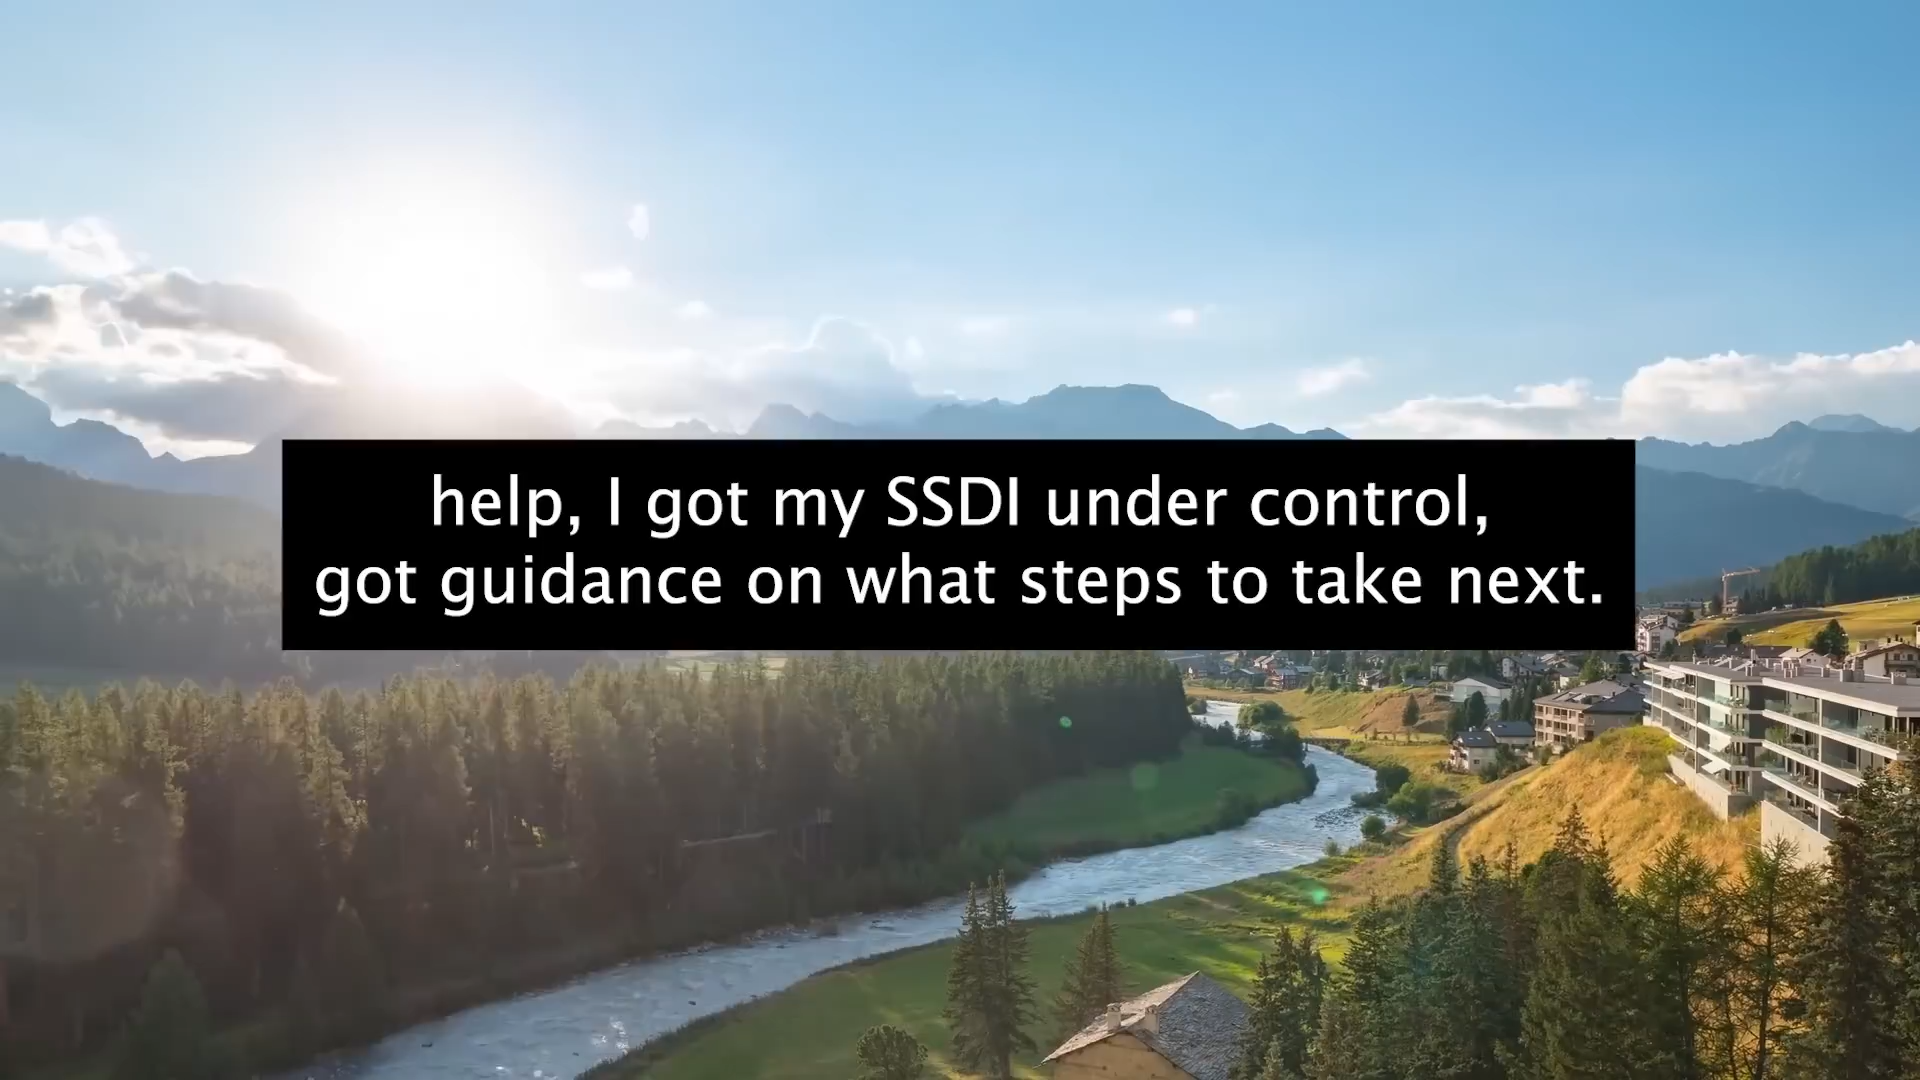 help, I got my SSDI under control,
got guidance on what steps to take next.